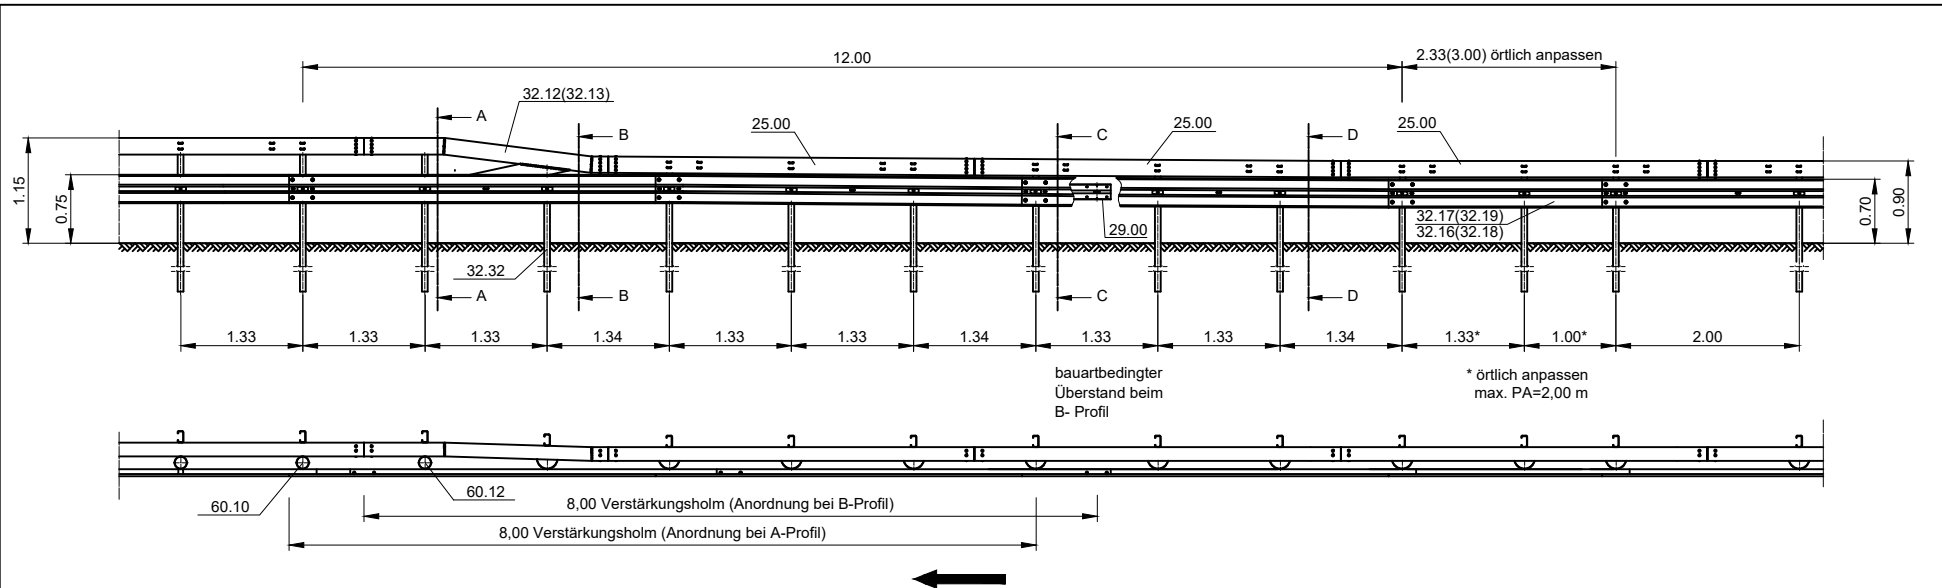 12.00
2.33(3.00) örtlich anpassen
32.12(32.13)
A
B
25.00
C
25.00
D
25.00
1.15
0.75
32.17(32.19)
32.16(32.18)
0.70
0.90
29.00
32.32
A
B
C
D
1.33
1.33
1.33
1.34
1.33
1.33
1.34
1.33
1.33
1.34
1.33*
1.00*
2.00
bauartbedingter
Überstand beim
B- Profil
* örtlich anpassen
max. PA=2,00 m
60.10
60.12
8,00 Verstärkungsholm (Anordnung bei B-Profil)
8,00 Verstärkungsholm (Anordnung bei A-Profil)